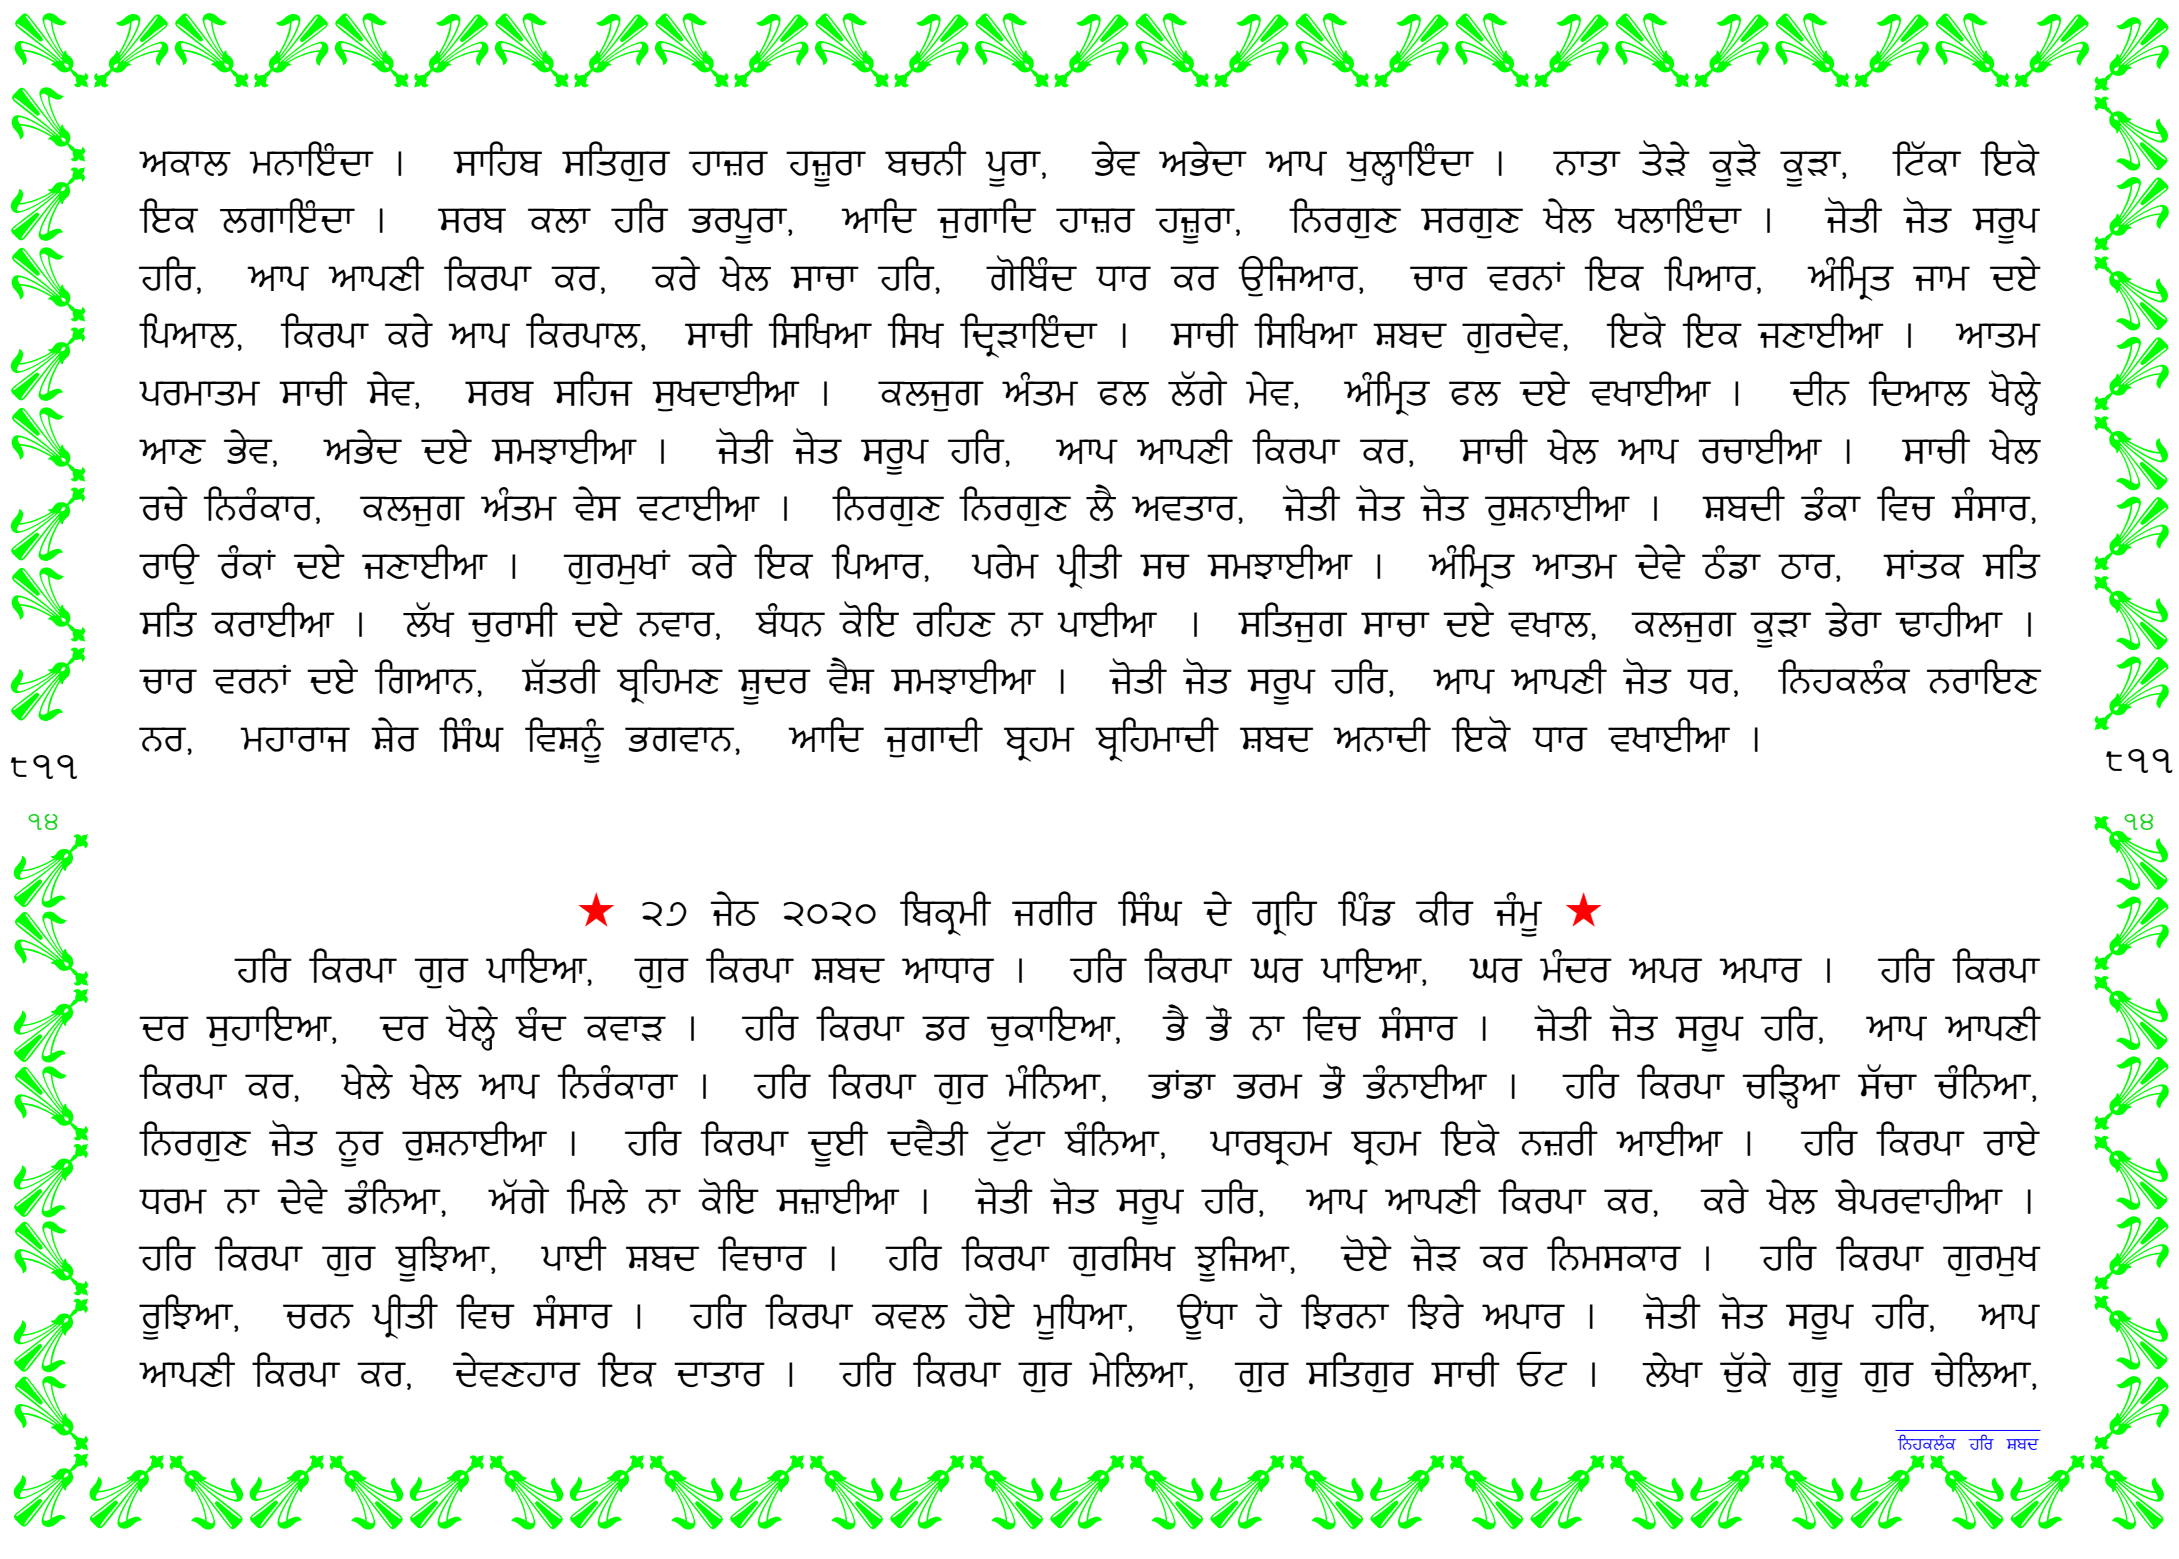 ਅਕਾਲ ਮਨਾਇੰਦਾ । ਸਾਹਿਬ ਸਤਿਗੁਰ ਹਾਜ਼ਰ ਹਜ਼ੂਰਾ ਬਚਨੀ ਪੂਰਾ, ਭੇਵ ਅਭੇਦਾ ਆਪ ਖੁਲ੍ਹਾਇੰਦਾ । ਨਾਤਾ ਤੋੜੇ ਕੂੜੋ ਕੂੜਾ, ਟਿੱਕਾ ਇਕੋ
ਇਕ ਲਗਾਇੰਦਾ । ਸਰਬ ਕਲਾ ਹਰਿ ਭਰਪੂਰਾ, ਆਦਿ ਜੁਗਾਦਿ ਹਾਜ਼ਰ ਹਜ਼ੂਰਾ, ਨਿਰਗੁਣ ਸਰਗੁਣ ਖੇਲ ਖਲਾਇੰਦਾ । ਜੋਤੀ ਜੋਤ ਸਰੂਪ
ਹਰਿ, ਆਪ ਆਪਣੀ ਕਿਰਪਾ ਕਰ, ਕਰੇ ਖੇਲ ਸਾਚਾ ਹਰਿ, ਗੋਬਿੰਦ ਧਾਰ ਕਰ ਉਜਿਆਰ, ਚਾਰ ਵਰਨਾਂ ਇਕ ਪਿਆਰ, ਅੰਮ੍ਰਿਤ ਜਾਮ ਦਏ
ਪਿਆਲ, ਕਿਰਪਾ ਕਰੇ ਆਪ ਕਿਰਪਾਲ, ਸਾਚੀ ਸਿਖਿਆ ਸਿਖ ਦ੍ਰਿੜਾਇੰਦਾ । ਸਾਚੀ ਸਿਖਿਆ ਸ਼ਬਦ ਗੁਰਦੇਵ, ਇਕੋ ਇਕ ਜਣਾਈਆ । ਆਤਮ
ਪਰਮਾਤਮ ਸਾਚੀ ਸੇਵ, ਸਰਬ ਸਹਿਜ ਸੁਖਦਾਈਆ । ਕਲਜੁਗ ਅੰਤਮ ਫਲ ਲੱਗੇ ਮੇਵ, ਅੰਮ੍ਰਿਤ ਫਲ ਦਏ ਵਖਾਈਆ । ਦੀਨ ਦਿਆਲ ਖੋਲ੍ਹੇ
ਆਣ ਭੇਵ, ਅਭੇਦ ਦਏ ਸਮਝਾਈਆ । ਜੋਤੀ ਜੋਤ ਸਰੂਪ ਹਰਿ, ਆਪ ਆਪਣੀ ਕਿਰਪਾ ਕਰ, ਸਾਚੀ ਖੇਲ ਆਪ ਰਚਾਈਆ । ਸਾਚੀ ਖੇਲ
ਰਚੇ ਨਿਰੰਕਾਰ, ਕਲਜੁਗ ਅੰਤਮ ਵੇਸ ਵਟਾਈਆ । ਨਿਰਗੁਣ ਨਿਰਗੁਣ ਲੈ ਅਵਤਾਰ, ਜੋਤੀ ਜੋਤ ਜੋਤ ਰੁਸ਼ਨਾਈਆ । ਸ਼ਬਦੀ ਡੰਕਾ ਵਿਚ ਸੰਸਾਰ,
ਰਾਉ ਰੰਕਾਂ ਦਏ ਜਣਾਈਆ । ਗੁਰਮੁਖਾਂ ਕਰੇ ਇਕ ਪਿਆਰ, ਪਰੇਮ ਪ੍ਰੀਤੀ ਸਚ ਸਮਝਾਈਆ । ਅੰਮ੍ਰਿਤ ਆਤਮ ਦੇਵੇ ਠੰਡਾ ਠਾਰ, ਸਾਂਤਕ ਸਤਿ
ਸਤਿ ਕਰਾਈਆ । ਲੱਖ ਚੁਰਾਸੀ ਦਏ ਨਵਾਰ, ਬੰਧਨ ਕੋਇ ਰਹਿਣ ਨਾ ਪਾਈਆ । ਸਤਿਜੁਗ ਸਾਚਾ ਦਏ ਵਖਾਲ, ਕਲਜੁਗ ਕੂੜਾ ਡੇਰਾ ਢਾਹੀਆ ।
ਚਾਰ ਵਰਨਾਂ ਦਏ ਗਿਆਨ, ਸ਼ੱਤਰੀ ਬ੍ਰਹਿਮਣ ਸ਼ੂਦਰ ਵੈਸ਼ ਸਮਝਾਈਆ । ਜੋਤੀ ਜੋਤ ਸਰੂਪ ਹਰਿ, ਆਪ ਆਪਣੀ ਜੋਤ ਧਰ, ਨਿਹਕਲੰਕ ਨਰਾਇਣ
ਨਰ, ਮਹਾਰਾਜ ਸ਼ੇਰ ਸਿੰਘ ਵਿਸ਼ਨੂੰ ਭਗਵਾਨ, ਆਦਿ ਜੁਗਾਦੀ ਬ੍ਰਹਮ ਬ੍ਰਹਿਮਾਦੀ ਸ਼ਬਦ ਅਨਾਦੀ ਇਕੋ ਧਾਰ ਵਖਾਈਆ ।
੮੧੧ ੮੧੧
੧੪ ੧੪
★ ੨੭ ਜੇਠ ੨੦੨੦ ਬਿਕ੍ਰਮੀ ਜਗੀਰ ਸਿੰਘ ਦੇ ਗ੍ਰਹਿ ਪਿੰਡ ਕੀਰ ਜੰਮੂ ★
ਹਰਿ ਕਿਰਪਾ ਗੁਰ ਪਾਇਆ, ਗੁਰ ਕਿਰਪਾ ਸ਼ਬਦ ਆਧਾਰ । ਹਰਿ ਕਿਰਪਾ ਘਰ ਪਾਇਆ, ਘਰ ਮੰਦਰ ਅਪਰ ਅਪਾਰ । ਹਰਿ ਕਿਰਪਾ
ਦਰ ਸੁਹਾਇਆ, ਦਰ ਖੋਲ੍ਹੇ ਬੰਦ ਕਵਾੜ । ਹਰਿ ਕਿਰਪਾ ਡਰ ਚੁਕਾਇਆ, ਭੈ ਭੌ ਨਾ ਵਿਚ ਸੰਸਾਰ । ਜੋਤੀ ਜੋਤ ਸਰੂਪ ਹਰਿ, ਆਪ ਆਪਣੀ
ਕਿਰਪਾ ਕਰ, ਖੇਲੇ ਖੇਲ ਆਪ ਨਿਰੰਕਾਰਾ । ਹਰਿ ਕਿਰਪਾ ਗੁਰ ਮੰਨਿਆ, ਭਾਂਡਾ ਭਰਮ ਭੌ ਭੰਨਾਈਆ । ਹਰਿ ਕਿਰਪਾ ਚੜ੍ਹਿਆ ਸੱਚਾ ਚੰਨਿਆ,
ਨਿਰਗੁਣ ਜੋਤ ਨੂਰ ਰੁਸ਼ਨਾਈਆ । ਹਰਿ ਕਿਰਪਾ ਦੂਈ ਦਵੈਤੀ ਟੁੱਟਾ ਬੰਨਿਆ, ਪਾਰਬ੍ਰਹਮ ਬ੍ਰਹਮ ਇਕੋ ਨਜ਼ਰੀ ਆਈਆ । ਹਰਿ ਕਿਰਪਾ ਰਾਏ
ਧਰਮ ਨਾ ਦੇਵੇ ਡੰਨਿਆ, ਅੱਗੇ ਮਿਲੇ ਨਾ ਕੋਇ ਸਜ਼ਾਈਆ । ਜੋਤੀ ਜੋਤ ਸਰੂਪ ਹਰਿ, ਆਪ ਆਪਣੀ ਕਿਰਪਾ ਕਰ, ਕਰੇ ਖੇਲ ਬੇਪਰਵਾਹੀਆ ।
ਹਰਿ ਕਿਰਪਾ ਗੁਰ ਬੂਝਿਆ, ਪਾਈ ਸ਼ਬਦ ਵਿਚਾਰ । ਹਰਿ ਕਿਰਪਾ ਗੁਰਸਿਖ ਝੂਜਿਆ, ਦੋਏ ਜੋੜ ਕਰ ਨਿਮਸਕਾਰ । ਹਰਿ ਕਿਰਪਾ ਗੁਰਮੁਖ
ਰੂਝਿਆ, ਚਰਨ ਪ੍ਰੀਤੀ ਵਿਚ ਸੰਸਾਰ । ਹਰਿ ਕਿਰਪਾ ਕਵਲ ਹੋਏ ਮੂਧਿਆ, ਊਂਧਾ ਹੋ ਝਿਰਨਾ ਝਿਰੇ ਅਪਾਰ । ਜੋਤੀ ਜੋਤ ਸਰੂਪ ਹਰਿ, ਆਪ
ਆਪਣੀ ਕਿਰਪਾ ਕਰ, ਦੇਵਣਹਾਰ ਇਕ ਦਾਤਾਰ । ਹਰਿ ਕਿਰਪਾ ਗੁਰ ਮੇਲਿਆ, ਗੁਰ ਸਤਿਗੁਰ ਸਾਚੀ ਓਟ । ਲੇਖਾ ਚੁੱਕੇ ਗੁਰੂ ਗੁਰ ਚੇਲਿਆ,
ਨਿਹਕਲੰਕ ਹਰਿ ਸ਼ਬਦ